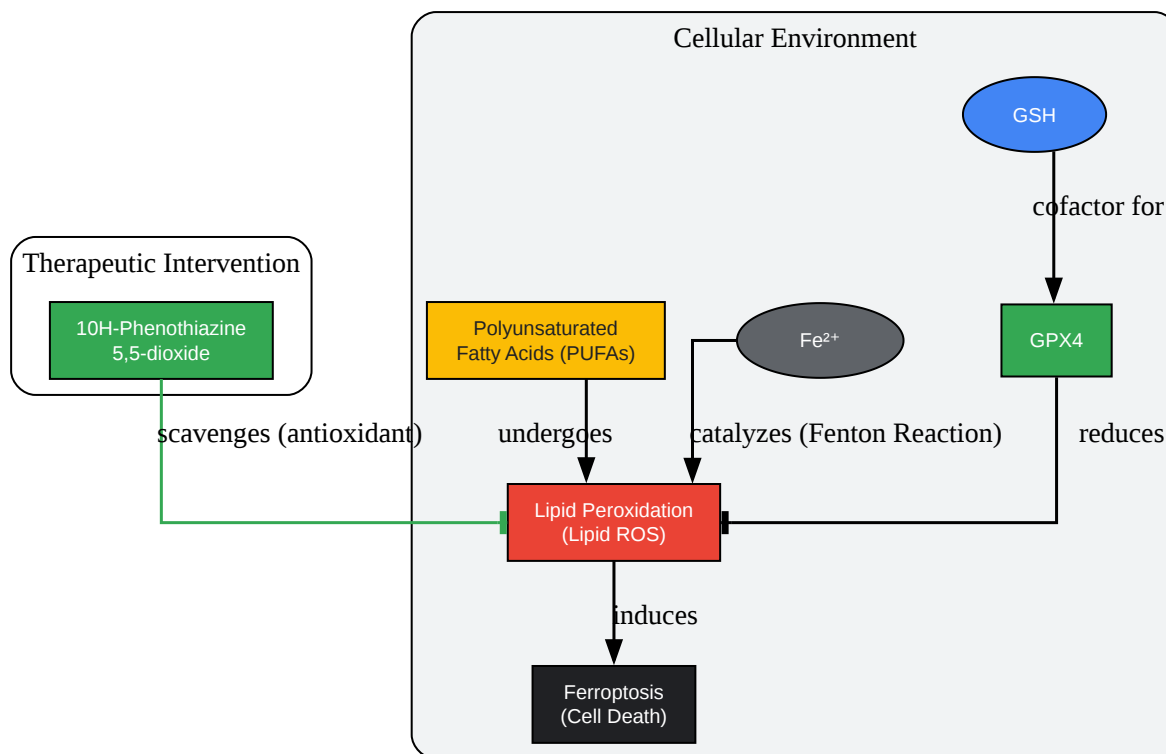 Cellular Environment
GSH
cofactor for
Therapeutic Intervention
10H-Phenothiazine
5,5-dioxide
Polyunsaturated
Fatty Acids (PUFAs)
Fe²⁺
GPX4
scavenges (antioxidant)
undergoes
catalyzes (Fenton Reaction)
reduces
Lipid Peroxidation
(Lipid ROS)
induces
Ferroptosis
(Cell Death)